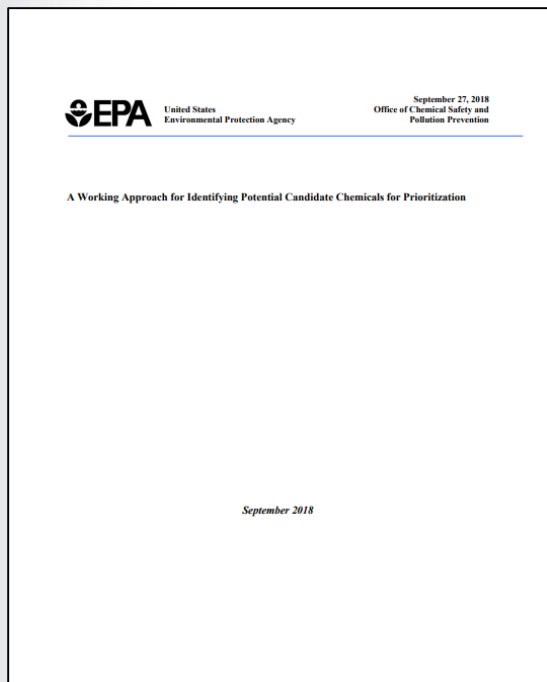 EPA
United States
Environmental Protection Agency
September 27, 2018
Office of Chemical Safety and
Pollution Prevention
A Working Approach for Identifying Potential Candidate Chemicals for Prioritization
September 2018